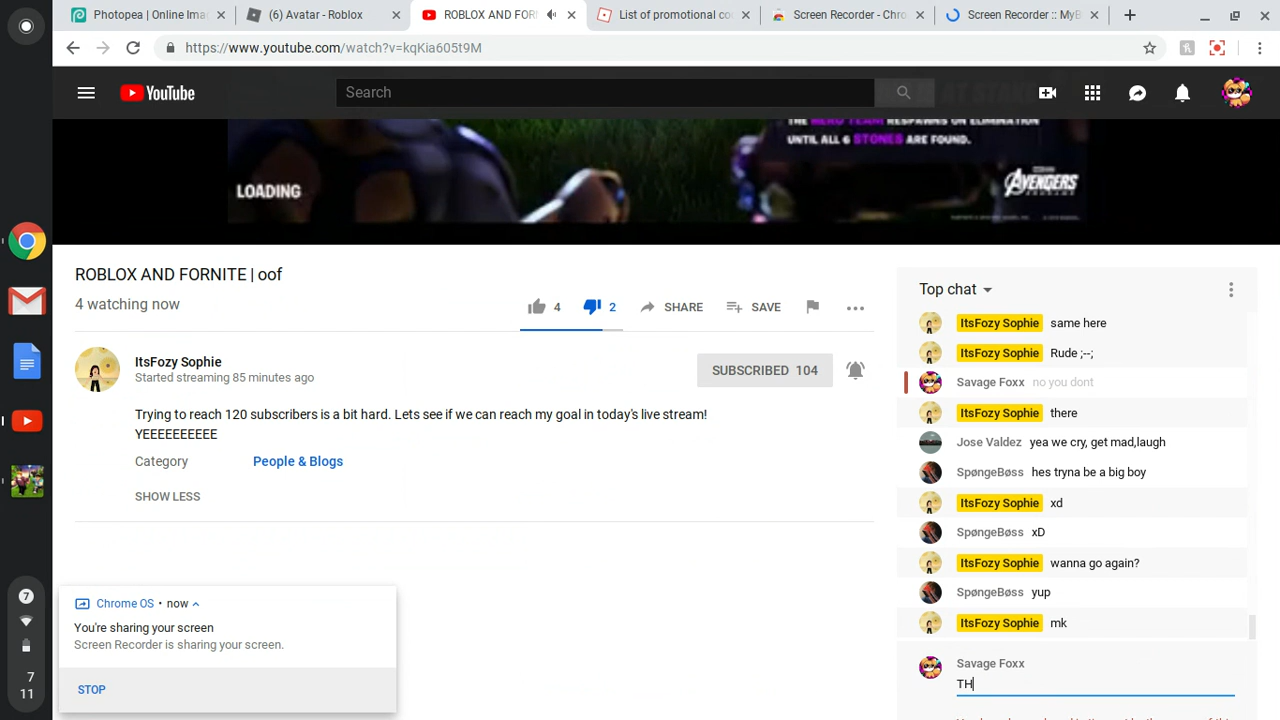 Photopea | Online Ima
(6) Avatar - Roblox
ROBLOX AND FOR
List of promotional co
Screen Recorder - Chro
Screen Recorder :: MyB
https://www.youtube.com/watch?v=kqKia605t9M
YouTube
Search
THE HERO TEAM RESPAWNS ON ELIMINATION
UNTIL ALL 6 STONES ARE FOUND.
LOADING
AVENGERS
ROBLOX AND FORNITE | oof
4 watching now
4
2
SHARE
SAVE
ItsFozy Sophie
Started streaming 85 minutes ago
SUBSCRIBED 104
Trying to reach 120 subscribers is a bit hard. Lets see if we can reach my goal in today's live stream!
YEEEEEEEEEE
Category People & Blogs
SHOW LESS
Top chat
ItsFozy Sophie same here
ItsFozy Sophie Rude ;--;
Savage Foxx no you dont
ItsFozy Sophie there
Jose Valdez yea we cry, get mad,laugh
SpøngeBøss hes tryna be a big boy
ItsFozy Sophie xd
SpøngeBøss xD
ItsFozy Sophie wanna go again?
SpøngeBøss yup
ItsFozy Sophie mk
Savage Foxx
TH
Chrome OS • now
You're sharing your screen
Screen Recorder is sharing your screen.
STOP
7
7
11